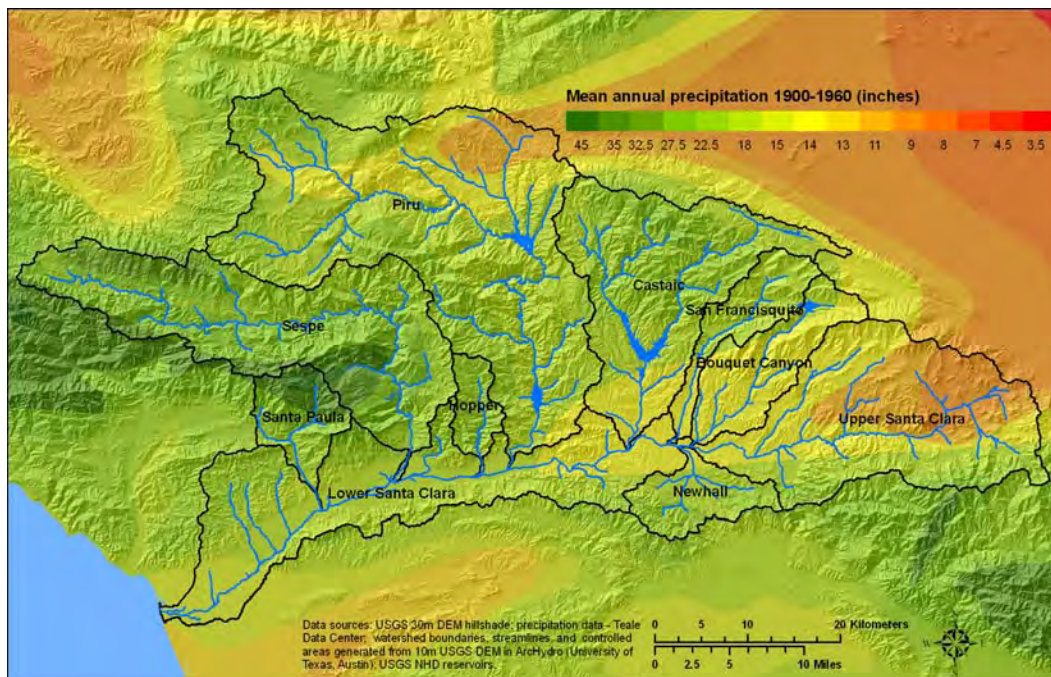 Mean annual precipitation 1900-1960 (inches)
45 35 32.5 27.5 22.5 18 15 14 13 11 9 8 7 4.5 3.5
Piru
Castaic
San Francisquito
Sespe
Bouquet Canyon
Hopper
Santa Paula
Upper Santa Clara
Lower Santa Clara
Newhall
Data sources: USGS 30m DEM hillshade; precipitation data - Teale
Data Center; watershed boundaries, streamlines, and controlled
areas generated from 10m USGS DEM in ArcHydro (University of
Texas, Austin); USGS NHD reservoirs.
0 5 10 20 Kilometers
0 2.5 5 10 Miles
W E
S